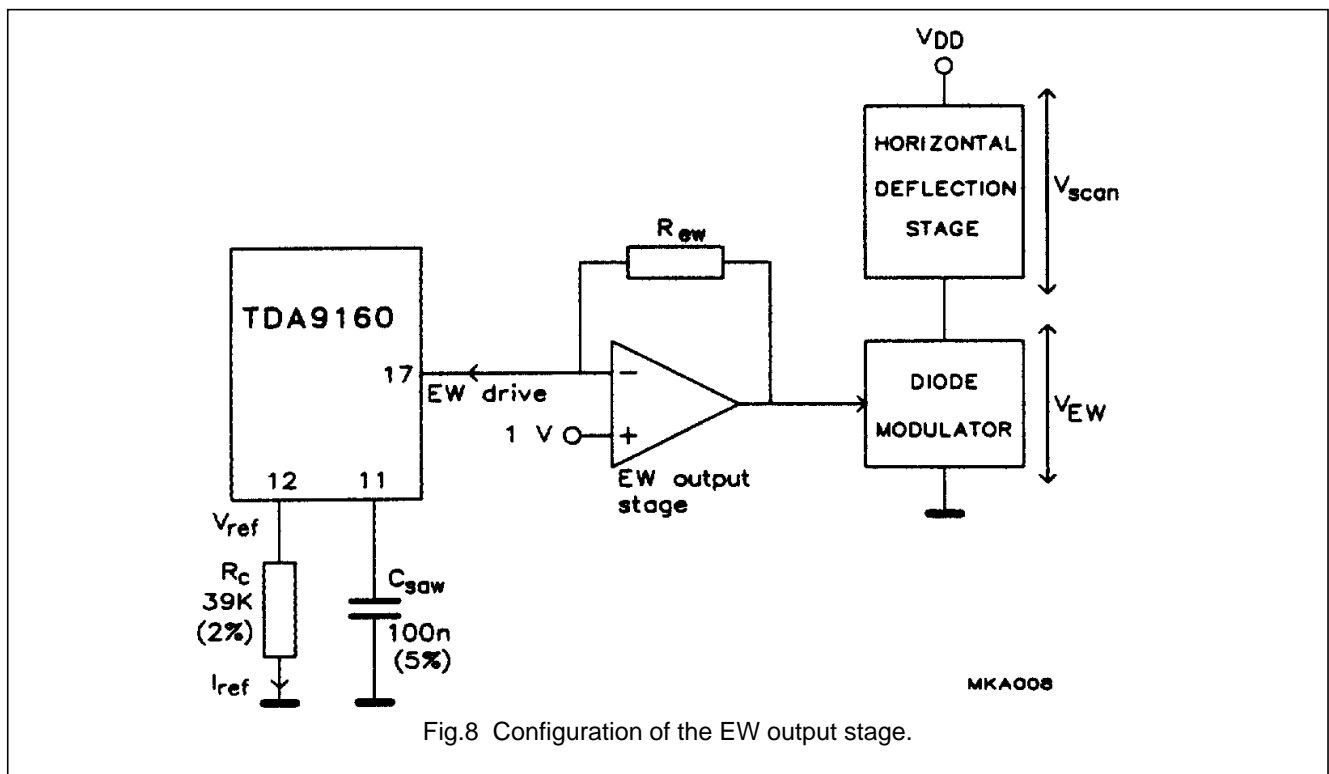 VDD
HORIZONTAL
DEFLECTION
STAGE
Vscan
Rew
TDA9160
17
EW drive
−
1 V
+
EW output
stage
DIODE
MODULATOR
VEW
12
11
Vref
Rc
39K
(2%)
Iref
Csaw
100n
(5%)
MKA008
Fig.8 Configuration of the EW output stage.